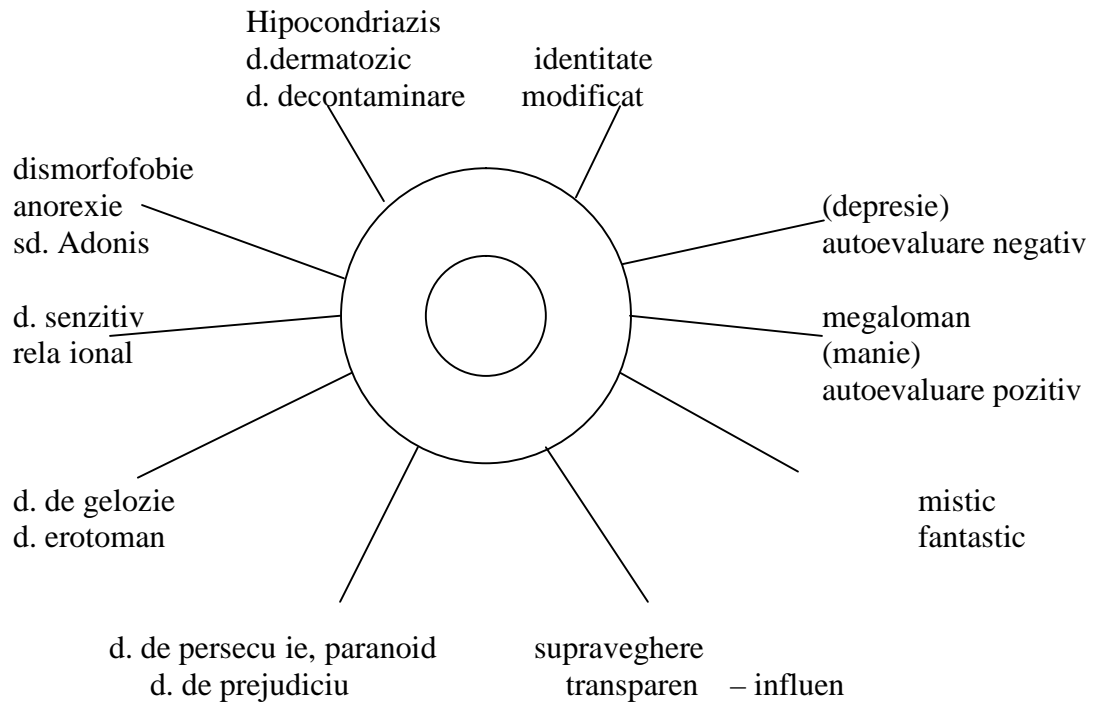 Hipocondriazis
d.dermatozic
d. decontaminare
identitate
modificat
dismorfofobie
anorexie
sd. Adonis
(depresie)
autoevaluare negativ
d. senzitiv
rela ional
megaloman
(manie)
autoevaluare pozitiv
d. de gelozie
d. erotoman
mistic
fantastic
d. de persecu ie, paranoid
d. de prejudiciu
supraveghere
transparen – influen